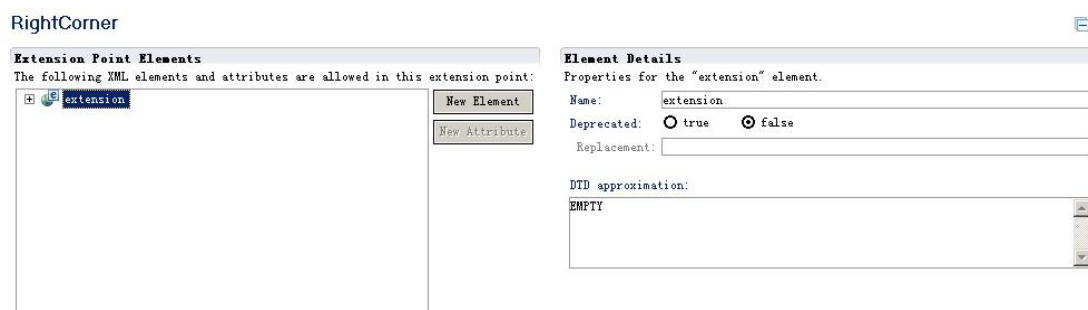 RightCorner
Extension Point Elements
The following XML elements and attributes are allowed in this extension point:
extension
New Element
New Attribute
Element Details
Properties for the "extension" element.
Name: extension
Deprecated: true false
Replacement:
DTD approximation:
EMPTY